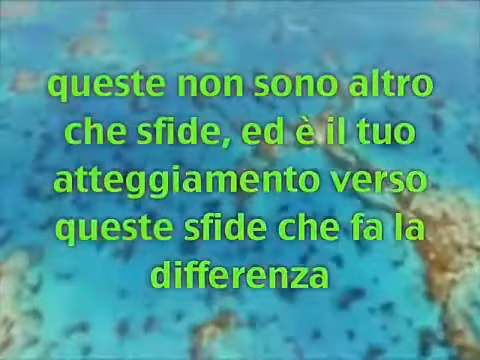 queste non sono altro
che sfide, ed è il tuo
atteggiamento verso
queste sfide che fa la
differenza